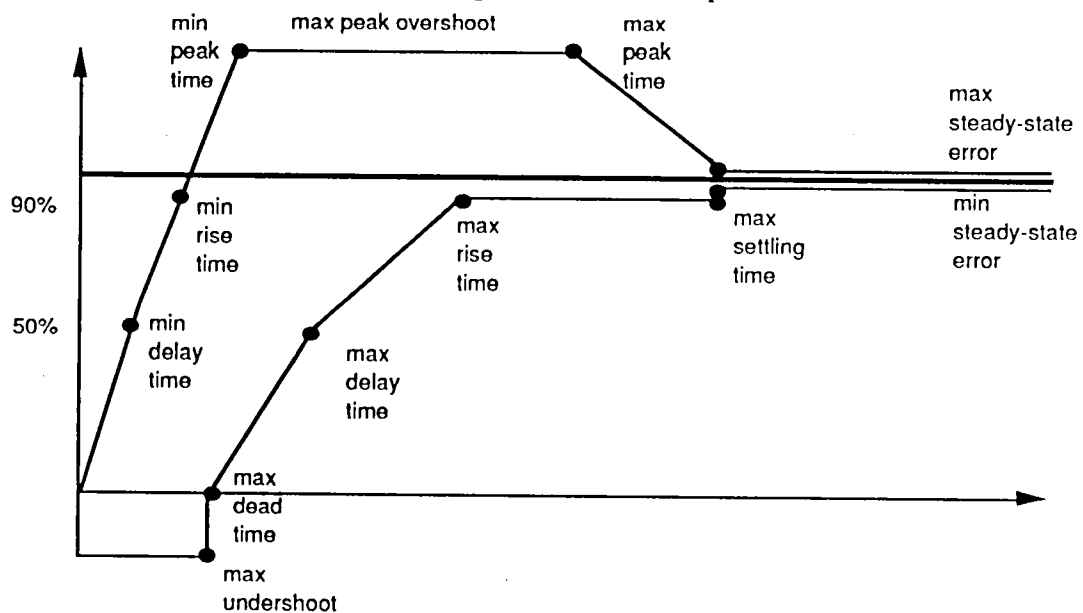 min
peak
time
max peak overshoot
max
peak
time
max
steady-state
error
90%
min
rise
time
max
rise
time
max
settling
time
min
steady-state
error
50%
min
delay
time
max
delay
time
max
dead
time
max
undershoot